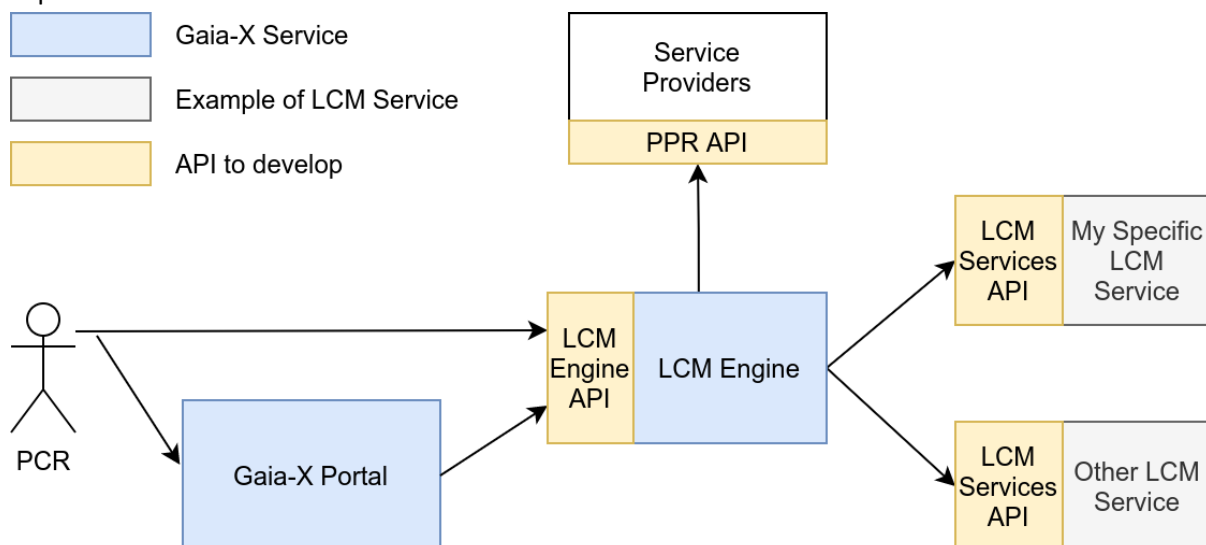 Gaia-X Service
Example of LCM Service
API to develop
Service
Providers
PPR API
LCM
Services
API
My Specific
LCM
Service
LCM
Engine
API
LCM Engine
PCR
Gaia-X Portal
LCM
Services
API
Other LCM
Service